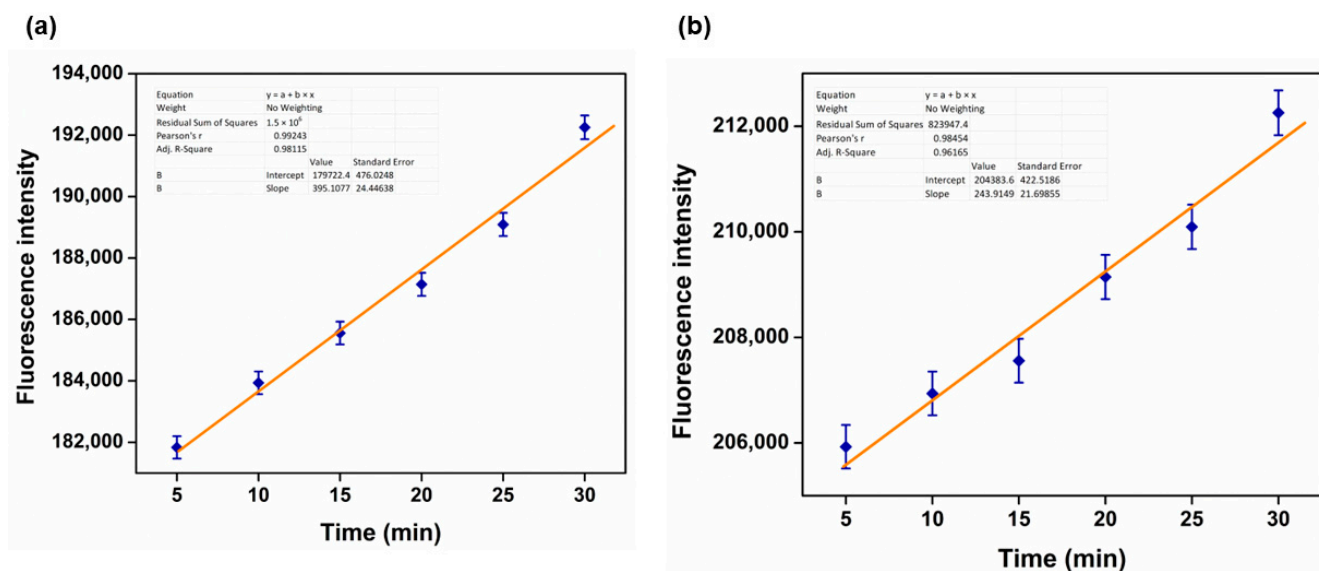 (a)
Fluorescence intensity
194,000
192,000
190,000
188,000
186,000
184,000
182,000
Equation y = a + b × x
Weight No Weighting
Residual Sum of Squares 1.5 × 10⁶
Pearson's r 0.99243
Adj. R-Square 0.98115
Value Standard Error
B Intercept 179722.4 476.0248
B Slope 395.1077 24.44638
5 10 15 20 25 30
Time (min)
(b)
Fluorescence intensity
212,000
210,000
208,000
206,000
Equation y = a + b × x
Weight No Weighting
Residual Sum of Squares 823947.4
Pearson's r 0.98454
Adj. R-Square 0.96165
Value Standard Error
B Intercept 204383.6 422.5186
B Slope 243.9149 21.69855
5 10 15 20 25 30
Time (min)